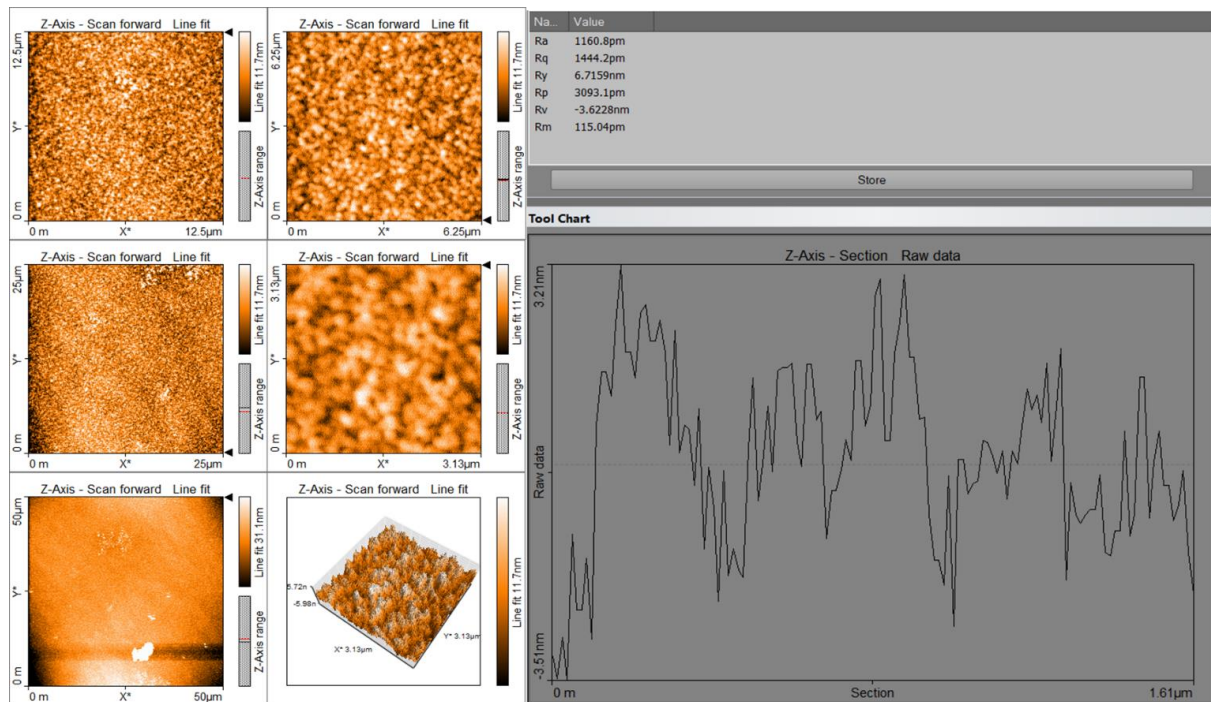 Z-Axis - Scan forward Line fit
12.5µm
Y*
0 m
0 m X* 12.5µm
Line fit 11.7nm
Z-Axis range
Z-Axis - Scan forward Line fit
6.25µm
Y*
0 m
0 m X* 6.25µm
Line fit 11.7nm
Z-Axis range
Z-Axis - Scan forward Line fit
25µm
Y*
0 m
0 m X* 25µm
Line fit 11.7nm
Z-Axis range
Z-Axis - Scan forward Line fit
3.13µm
Y*
0 m
0 m X* 3.13µm
Line fit 11.7nm
Z-Axis range
Z-Axis - Scan forward Line fit
50µm
Y*
0 m
0 m X* 50µm
Line fit 31.1nm
Z-Axis range
Z-Axis - Scan forward Line fit
5.72n
-5.98n
X* 3.13µm
Y* 3.13µm
Line fit 11.7nm
Na... Value
Ra 1160.8pm
Rq 1444.2pm
Ry 6.7159nm
Rp 3093.1pm
Rv -3.6228nm
Rm 115.04pm
Store
Tool Chart
Z-Axis - Section Raw data
3.21nm
Raw data
-3.51nm
0 m Section 1.61µm